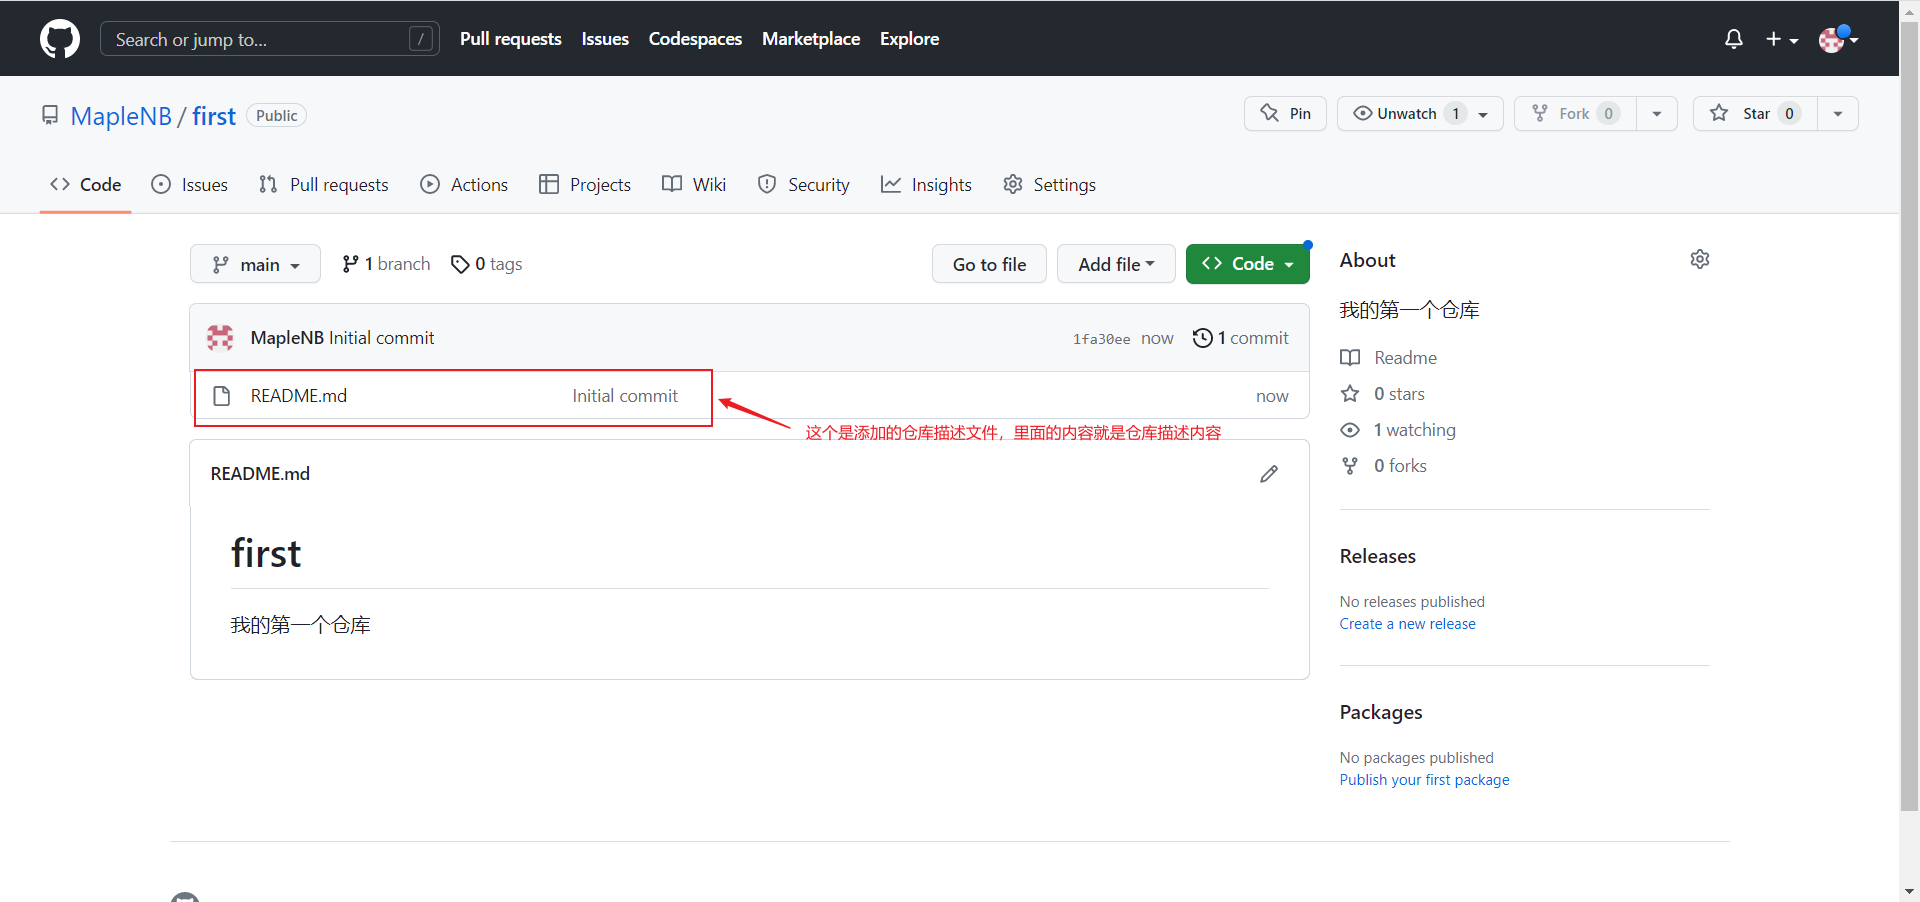 Search or jump to... /
Pull requests Issues Codespaces Marketplace Explore
MapleNB / first Public
Pin Unwatch 1 Fork 0 Star 0
Code Issues Pull requests Actions Projects Wiki Security Insights Settings
main 1 branch 0 tags Go to file Add file Code
MapleNB Initial commit 1fa30ee now 1 commit
README.md Initial commit now
这个是添加的仓库描述文件，里面的内容就是仓库描述内容
README.md
first
我的第一个仓库
About
我的第一个仓库
Readme
0 stars
1 watching
0 forks
Releases
No releases published
Create a new release
Packages
No packages published
Publish your first package